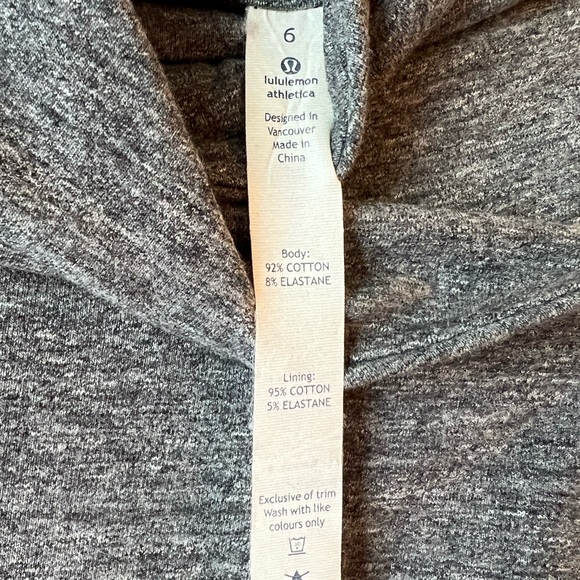 6
lululemon
athletica
Designed in
Vancouver
Made in
China
Body:
92% COTTON
8% ELASTANE
Lining:
95% COTTON
5% ELASTANE
Exclusive of trim
Wash with like
colours only